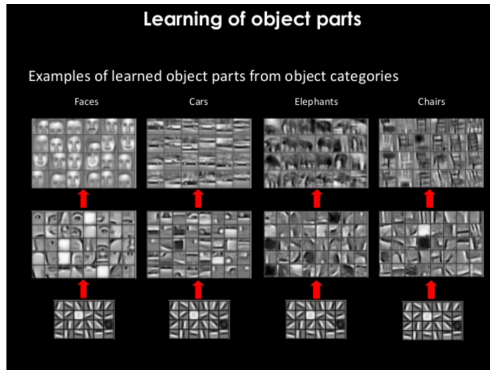 Learning of object parts
Examples of learned object parts from object categories
Faces
Cars
Elephants
Chairs